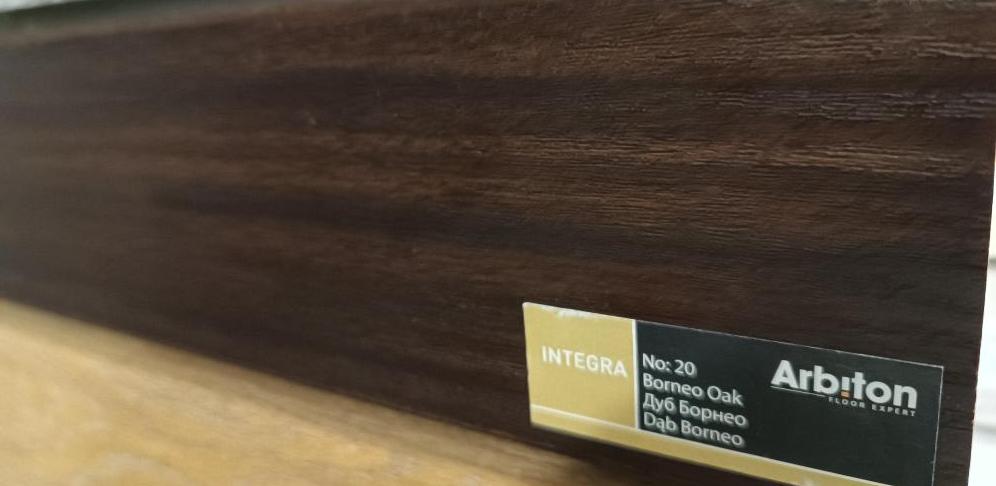 INTEGRA
No: 20
Borneo Oak
Дуб Борнео
Dąb Borneo
Arbiton
FLOOR EXPERT